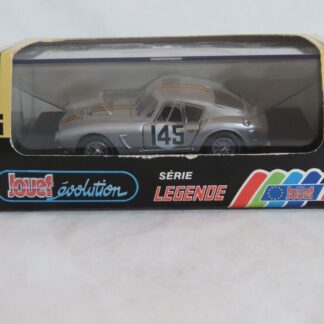 145
Jouef évolution
SÉRIE
LEGENDE
Jouef